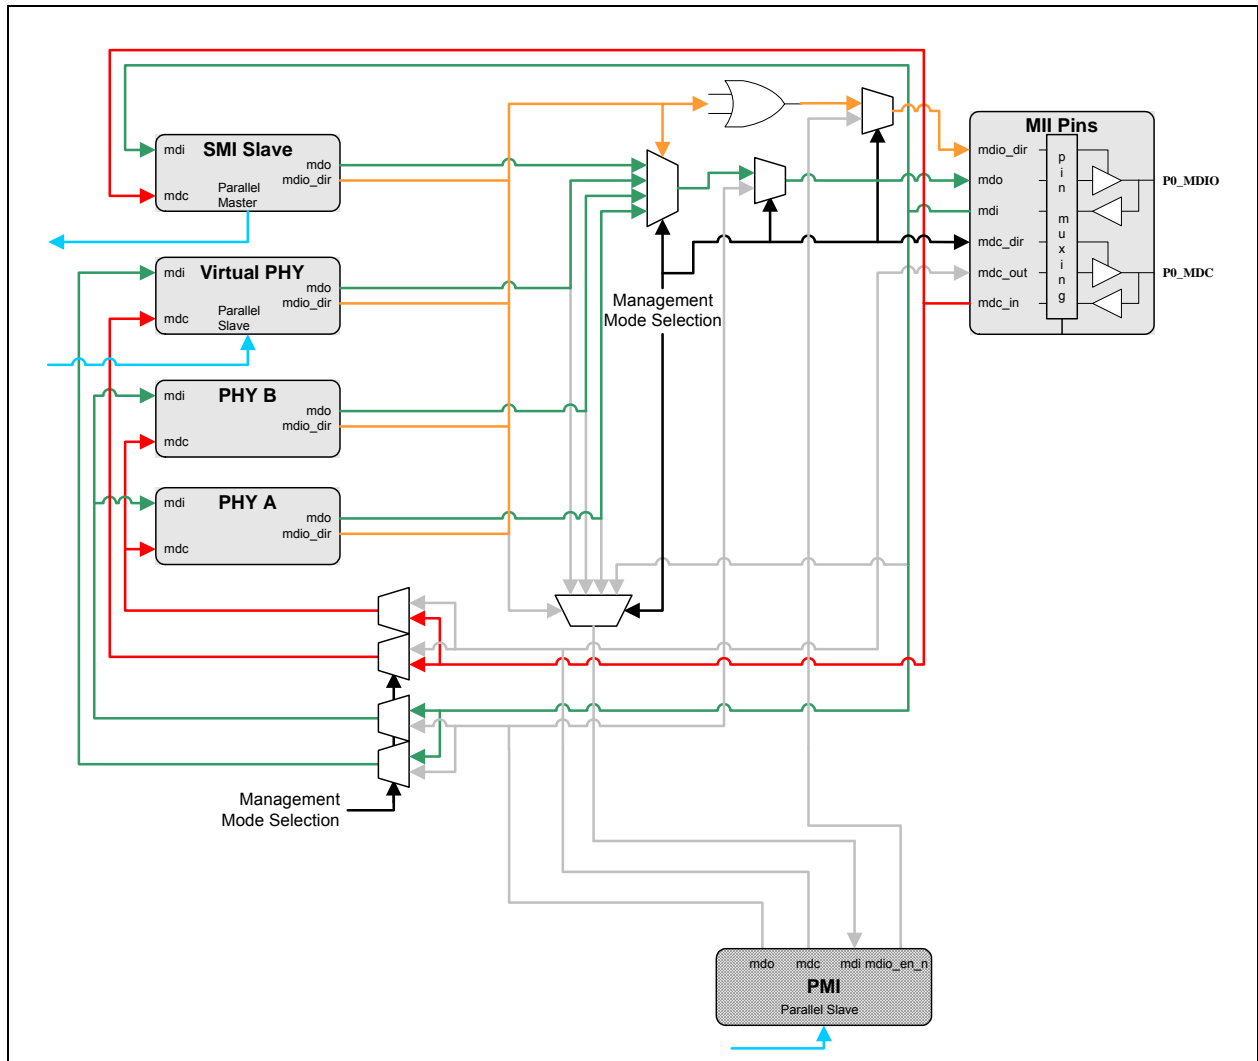 SMI Slave
mdi
mdo
mdio_dir
mdc
Parallel
Master
MII Pins
mdio_dir
mdo
mdi
mdc_dir
mdc_out
mdc_in
pin muxing
P0_MDIO
P0_MDC
Virtual PHY
mdi
mdo
mdio_dir
mdc
Parallel
Slave
Management
Mode Selection
PHY B
mdi
mdo
mdio_dir
mdc
PHY A
mdi
mdo
mdio_dir
mdc
Management
Mode Selection
mdo mdc mdi mdio_en_n
PMI
Parallel Slave